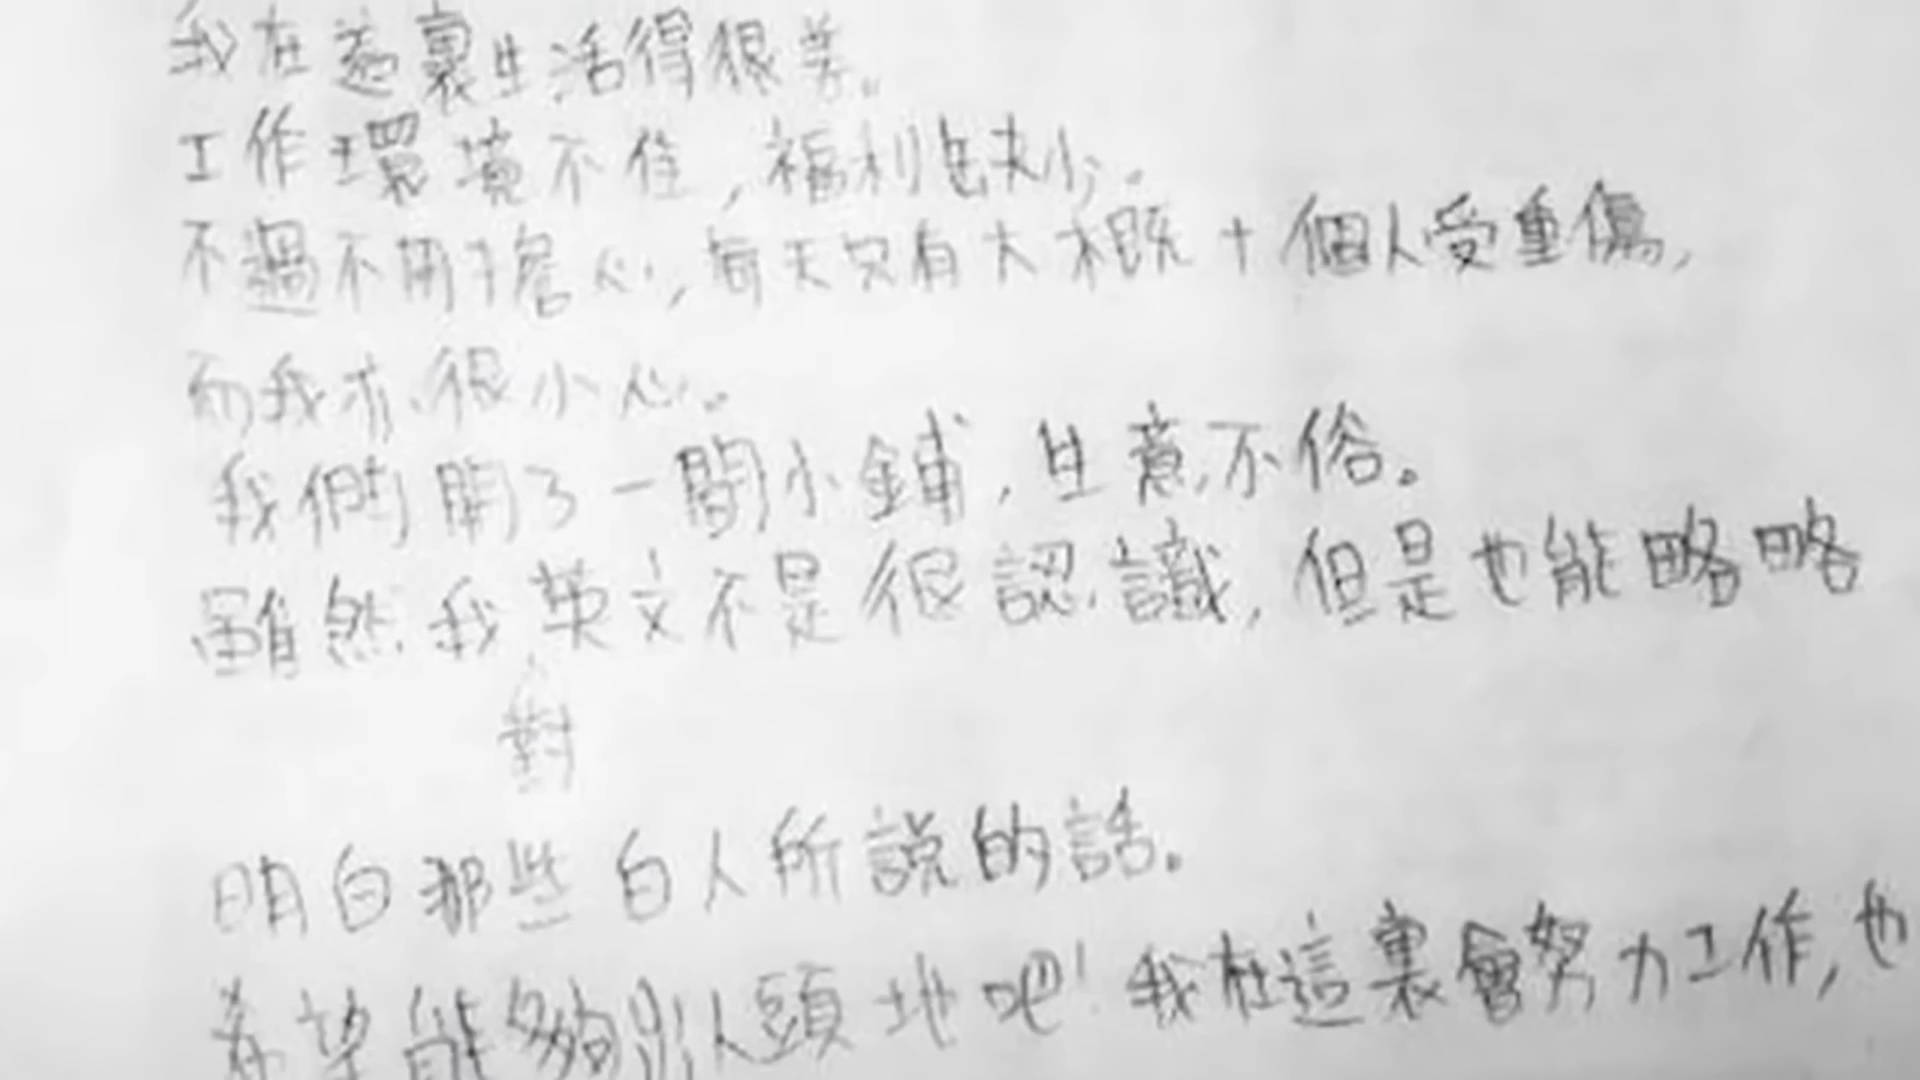 我在這裏生活得很差。
工作環境不佳,福利缺少。
不過不用擔心,每天只有大概十個人受重傷,
而我亦很小心。
我們開了一間小鋪,生意不俗。
雖然我英文不是很認識,但是也能略略
對
明白那些白人所說的話。
希望能夠別人頭地吧!我在這裏會努力工作,也